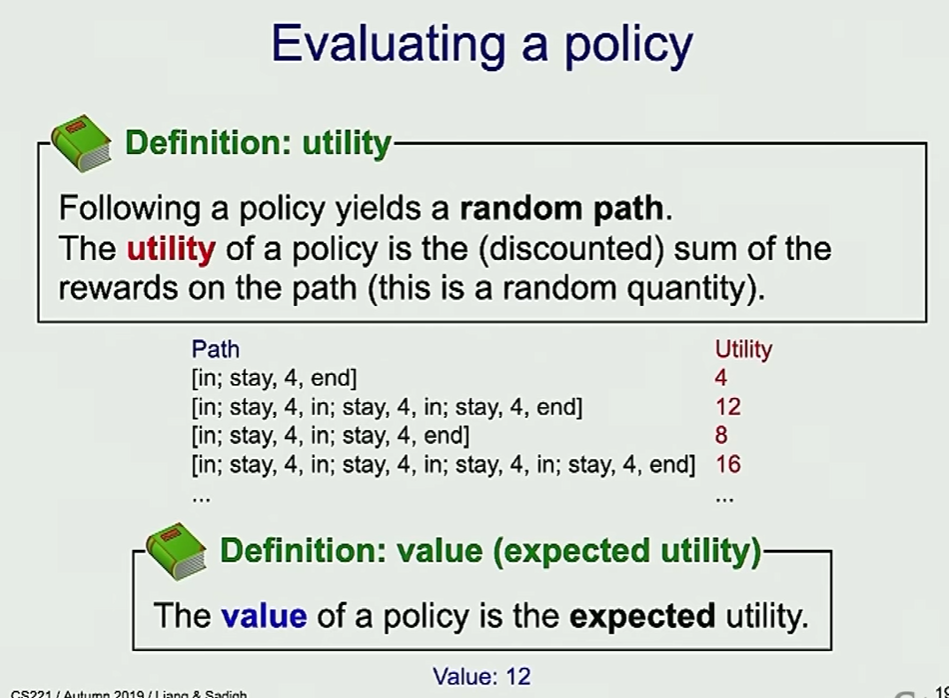 Evaluating a policy
Definition: utility
Following a policy yields a random path.
The utility of a policy is the (discounted) sum of the
rewards on the path (this is a random quantity).
Path Utility
[in; stay, 4, end] 4
[in; stay, 4, in; stay, 4, in; stay, 4, end] 12
[in; stay, 4, in; stay, 4, end] 8
[in; stay, 4, in; stay, 4, in; stay, 4, in; stay, 4, end] 16
... ...
Definition: value (expected utility)
The value of a policy is the expected utility.
Value: 12
CS221 / Autumn 2019 / Liang & Sadigh